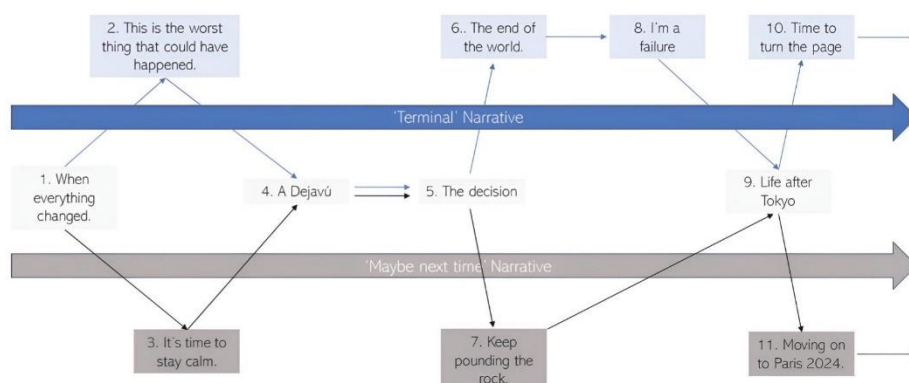 2. This is the worst
thing that could have
happened.
6.. The end of
the world.
8. I'm a
failure
10. Time to
turn the page
'Terminal' Narrative
1. When
everything
changed.
4. A Dejavú
5. The decision
9. Life after
Tokyo
'Maybe next time' Narrative
3. It's time to
stay calm.
7. Keep
pounding the
rock.
11. Moving on
to Paris 2024.